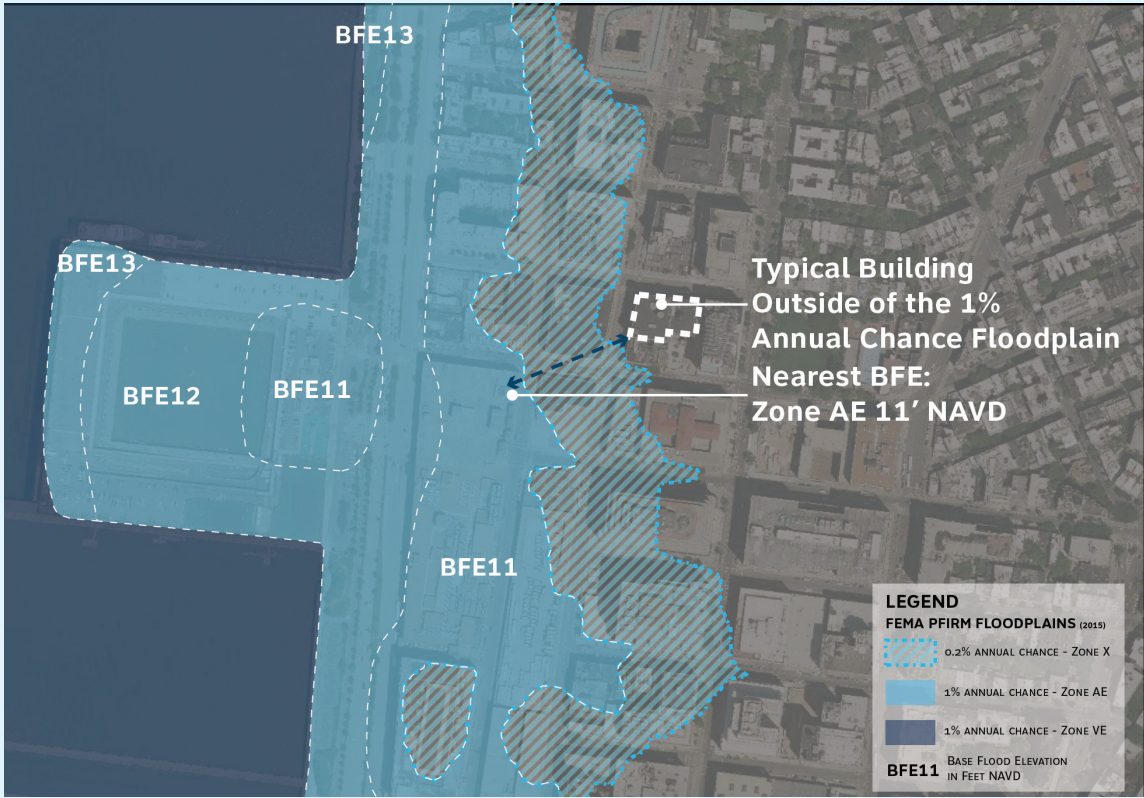 BFE13
BFE13
BFE12
BFE11
BFE11
Typical Building
Outside of the 1%
Annual Chance Floodplain
Nearest BFE:
Zone AE 11’ NAVD
LEGEND
FEMA PFIRM FLOODPLAINS (2015)
0.2% ANNUAL CHANCE - ZONE X
1% ANNUAL CHANCE - ZONE AE
1% ANNUAL CHANCE - ZONE VE
BFE11 BASE FLOOD ELEVATION
IN FEET NAVD